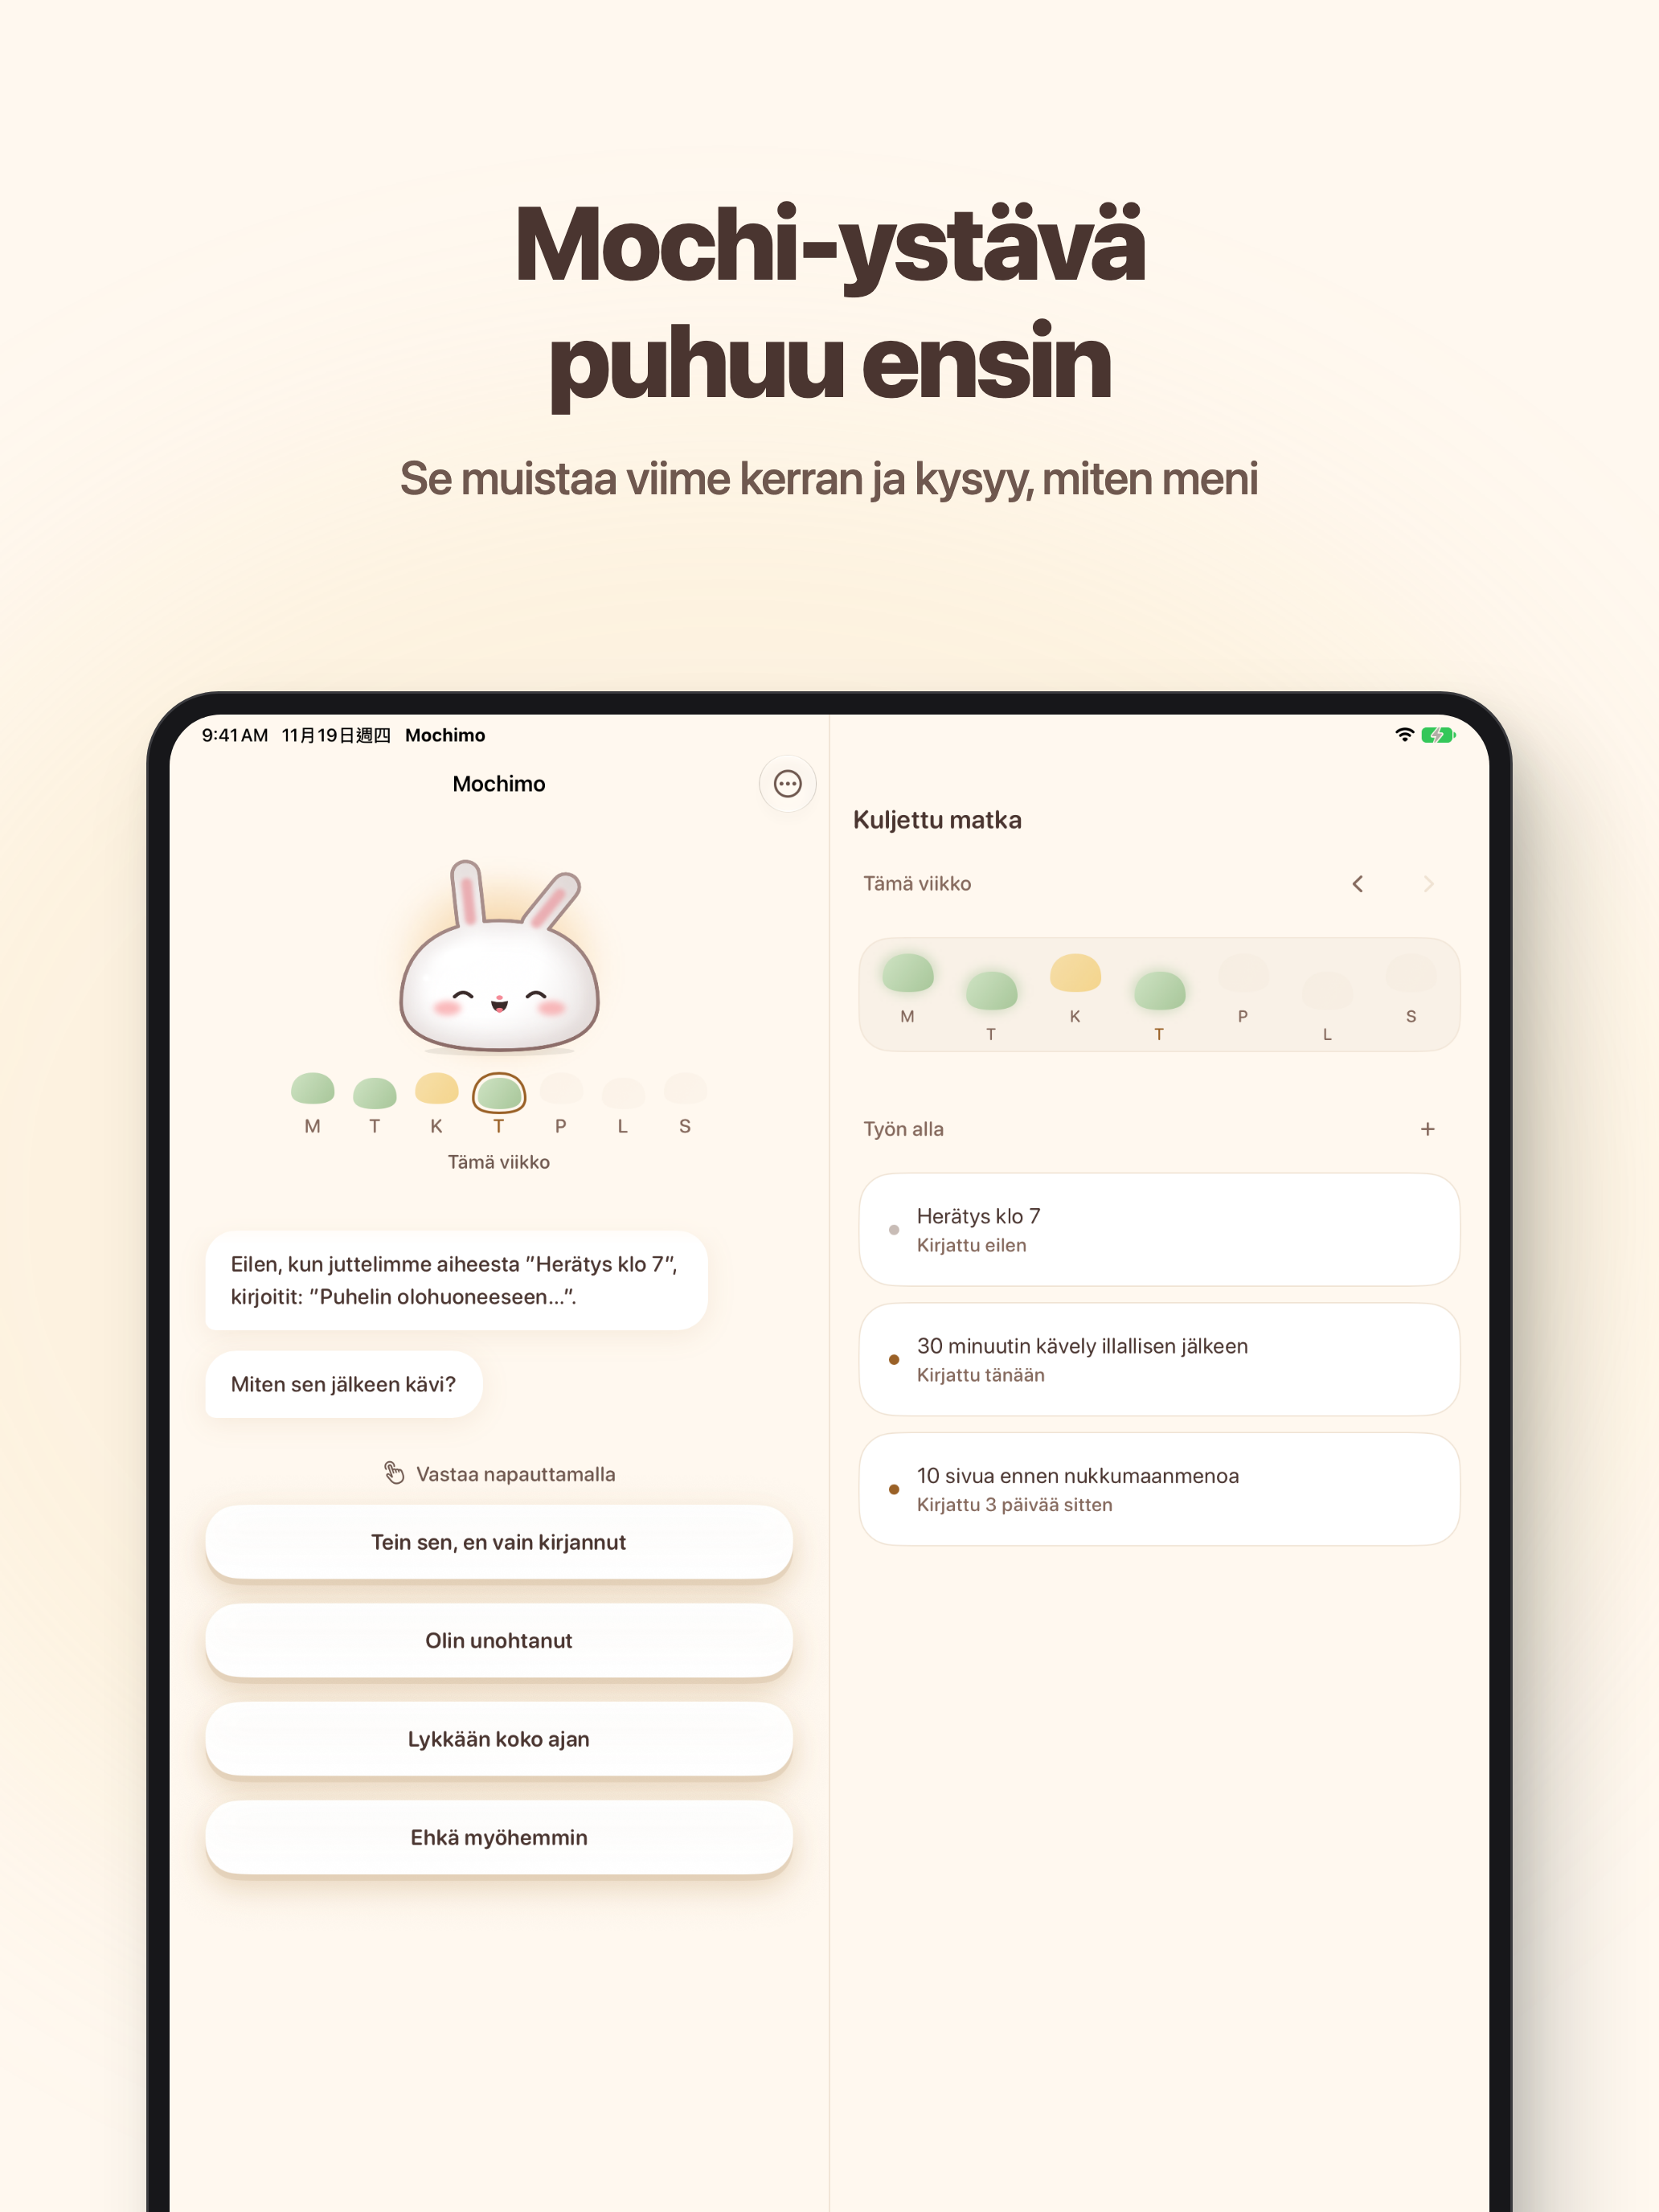 Mochi-ystävä
puhuu ensin
Se muistaa viime kerran ja kysyy, miten meni
9:41 AM 11月19日週四 Mochimo
Mochimo
M T K T P L S
Tämä viikko
Eilen, kun juttelimme aiheesta ”Herätys klo 7”,
kirjoitit: ”Puhelin olohuoneeseen...”.
Miten sen jälkeen kävi?
Vastaa napauttamalla
Tein sen, en vain kirjannut
Olin unohtanut
Lykkään koko ajan
Ehkä myöhemmin
Kuljettu matka
Tämä viikko
M T K T P L S
Työn alla
Herätys klo 7
Kirjattu eilen
30 minuutin kävely illallisen jälkeen
Kirjattu tänään
10 sivua ennen nukkumaanmenoa
Kirjattu 3 päivää sitten